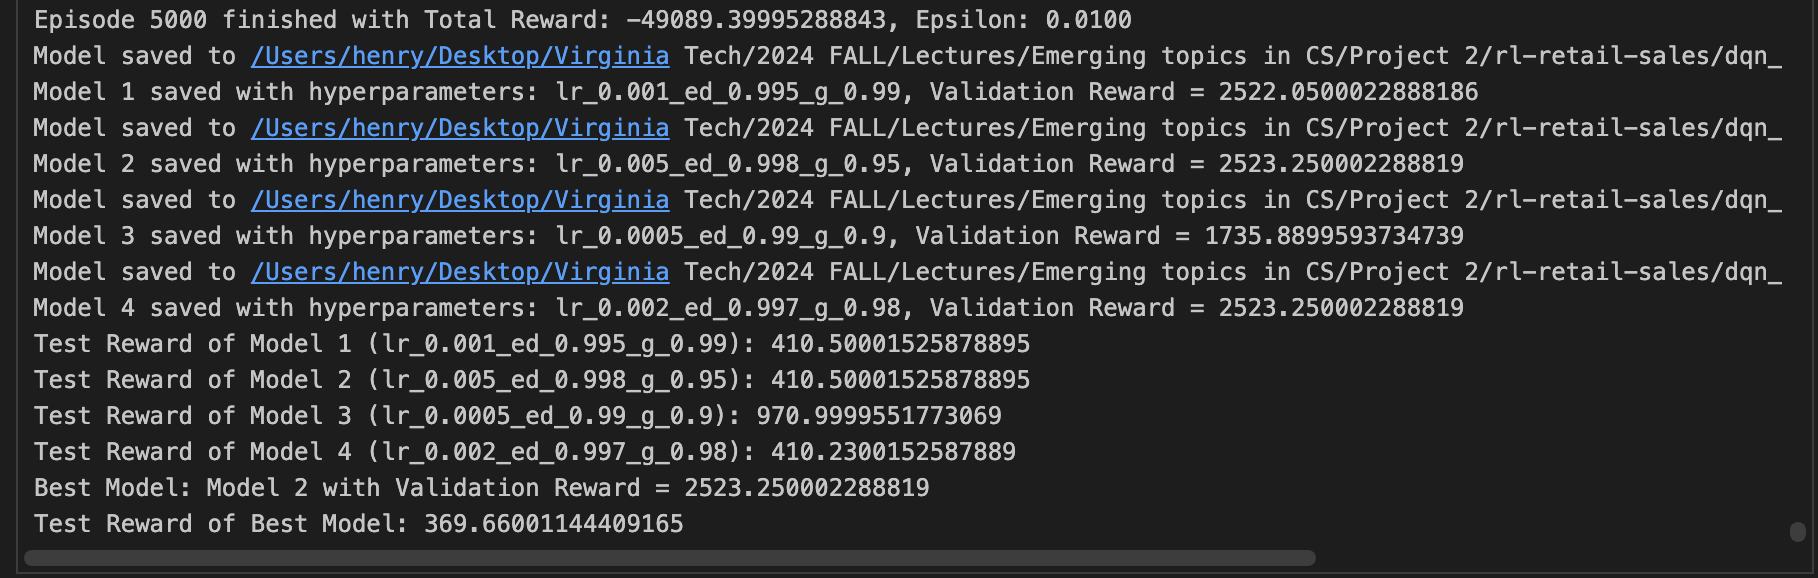 Episode 5000 finished with Total Reward: -49089.39995288843, Epsilon: 0.0100
Model saved to /Users/henry/Desktop/Virginia Tech/2024 FALL/Lectures/Emerging topics in CS/Project 2/rl-retail-sales/dqn_
Model 1 saved with hyperparameters: lr_0.001_ed_0.995_g_0.99, Validation Reward = 2522.0500022888186
Model saved to /Users/henry/Desktop/Virginia Tech/2024 FALL/Lectures/Emerging topics in CS/Project 2/rl-retail-sales/dqn_
Model 2 saved with hyperparameters: lr_0.005_ed_0.998_g_0.95, Validation Reward = 2523.250002288819
Model saved to /Users/henry/Desktop/Virginia Tech/2024 FALL/Lectures/Emerging topics in CS/Project 2/rl-retail-sales/dqn_
Model 3 saved with hyperparameters: lr_0.0005_ed_0.99_g_0.9, Validation Reward = 1735.8899593734739
Model saved to /Users/henry/Desktop/Virginia Tech/2024 FALL/Lectures/Emerging topics in CS/Project 2/rl-retail-sales/dqn_
Model 4 saved with hyperparameters: lr_0.002_ed_0.997_g_0.98, Validation Reward = 2523.250002288819
Test Reward of Model 1 (lr_0.001_ed_0.995_g_0.99): 410.50001525878895
Test Reward of Model 2 (lr_0.005_ed_0.998_g_0.95): 410.50001525878895
Test Reward of Model 3 (lr_0.0005_ed_0.99_g_0.9): 970.9999551773069
Test Reward of Model 4 (lr_0.002_ed_0.997_g_0.98): 410.2300152587889
Best Model: Model 2 with Validation Reward = 2523.250002288819
Test Reward of Best Model: 369.66001144409165